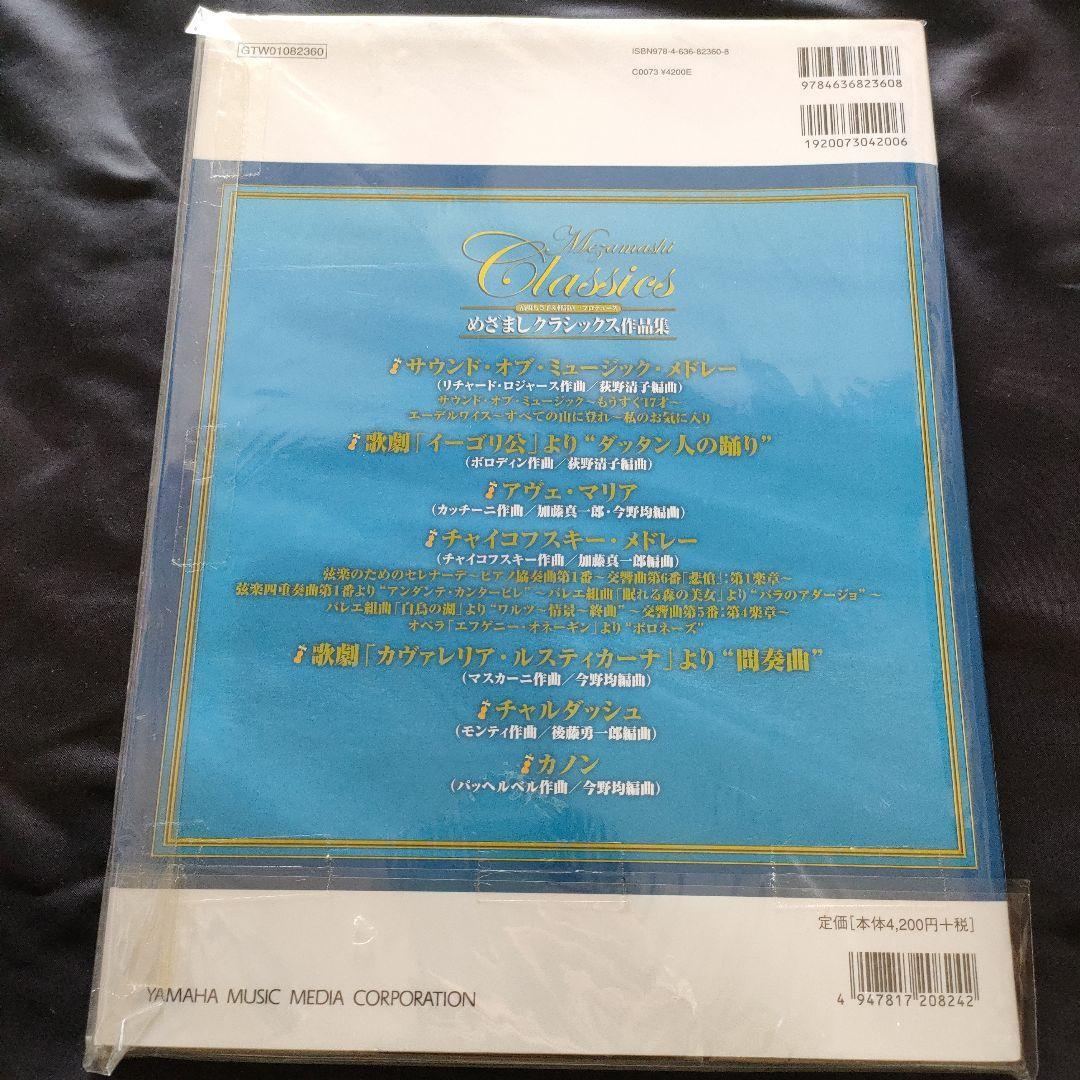 GTW01082360
ISBN978-4-636-82360-8
C0073 ¥4200E
9784636823608
1920073042006
Mezamashi
Classics
高嶋ちさ子&軽部真一プロデュース
めざましクラシックス作品集
サウンド・オブ・ミュージック・メドレー
(リチャード・ロジャース作曲/荻野清子編曲)
サウンド・オブ・ミュージック〜もうすぐ17才〜
エーデルワイス〜すべての山に登れ〜私のお気に入り
歌劇「イーゴリ公」より“ダッタン人の踊り”
(ボロディン作曲/荻野清子編曲)
アヴェ・マリア
(カッチーニ作曲/加藤真一郎・今野均編曲)
チャイコフスキー・メドレー
(チャイコフスキー作曲/加藤真一郎編曲)
弦楽のためのセレナーデ〜ピアノ協奏曲第1番〜交響曲第6番「悲愴」:第1楽章〜
弦楽四重奏曲第1番より“アンダンテ・カンタービレ”〜バレエ組曲「眠れる森の美女」より“バラのアダージョ”〜
バレエ組曲「白鳥の湖」より“ワルツ〜情景〜終曲”〜交響曲第5番:第4楽章〜
オペラ「エフゲニー・オネーギン」より“ポロネーズ”
歌劇「カヴァレリア・ルスティカーナ」より“間奏曲”
(マスカーニ作曲/今野均編曲)
チャルダッシュ
(モンティ作曲/後藤勇一郎編曲)
カノン
(パッヘルベル作曲/今野均編曲)
定価[本体4,200円+税]
YAMAHA MUSIC MEDIA CORPORATION
4 947817 208242